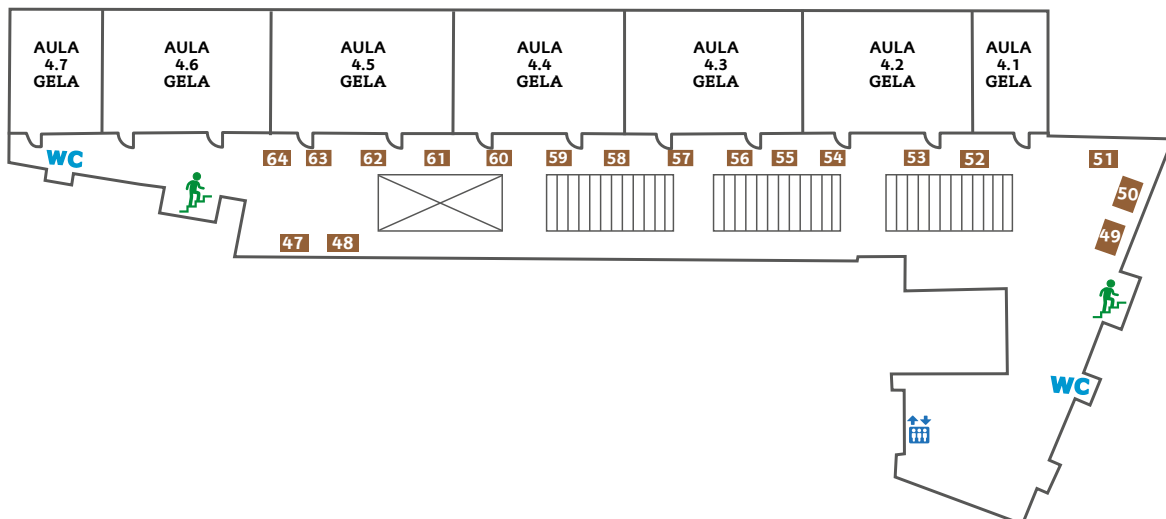 AULA
4.7
GELA
AULA
4.6
GELA
AULA
4.5
GELA
AULA
4.4
GELA
AULA
4.3
GELA
AULA
4.2
GELA
AULA
4.1
GELA
WC
64 63 62 61 60 59 58 57 56 55 54 53 52 51
50
49
47 48
WC